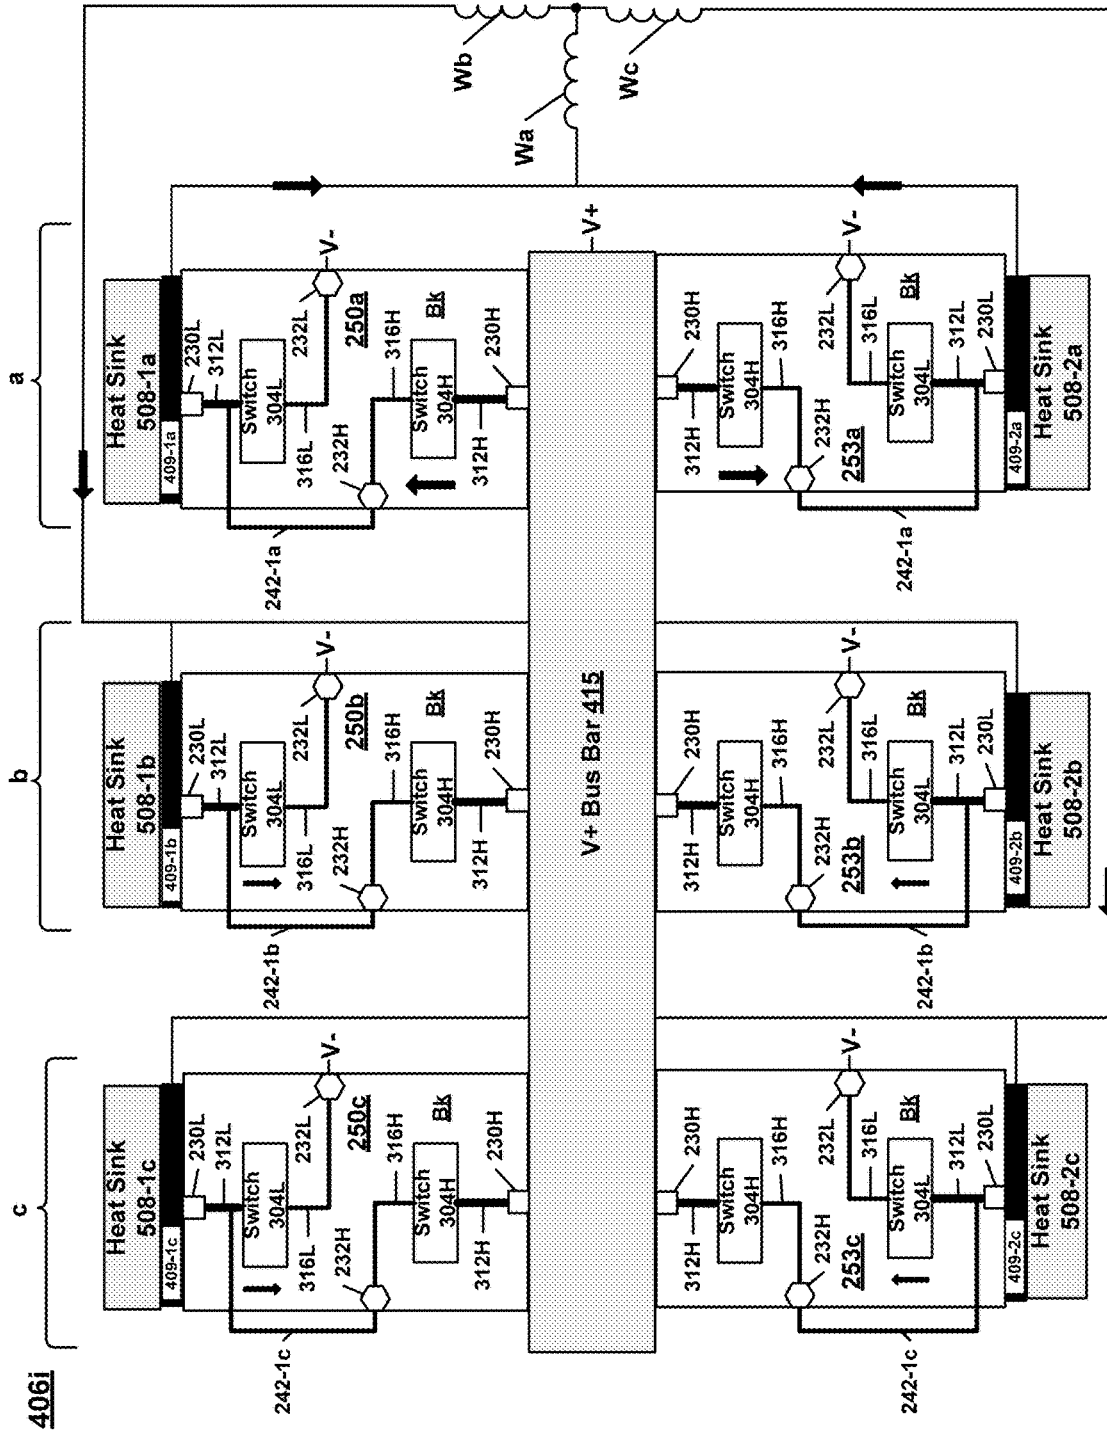 406i
c
b
a
Heat Sink
508-1c
409-1c
230L
312L
Switch
304L
316L
232L
V-
250c
232H
316H
Bk
Switch
304H
312H
230H
242-1c
Heat Sink
508-1b
409-1b
230L
312L
Switch
304L
316L
232L
V-
250b
232H
316H
Bk
Switch
304H
312H
230H
242-1b
Heat Sink
508-1a
409-1a
230L
312L
Switch
304L
316L
232L
V-
250a
232H
316H
Bk
Switch
304H
312H
230H
242-1a
Wb
Wa
Wc
V+ Bus Bar 415
V+
230H
312H
Switch
304H
316H
232H
253c
232L
V-
316L
Bk
Switch
304L
312L
230L
242-1c
409-2c
Heat Sink
508-2c
230H
312H
Switch
304H
316H
232H
253b
232L
V-
316L
Bk
Switch
304L
312L
230L
242-1b
409-2b
Heat Sink
508-2b
230H
312H
Switch
304H
316H
232H
253a
232L
V-
316L
Bk
Switch
304L
312L
230L
242-1a
409-2a
Heat Sink
508-2a